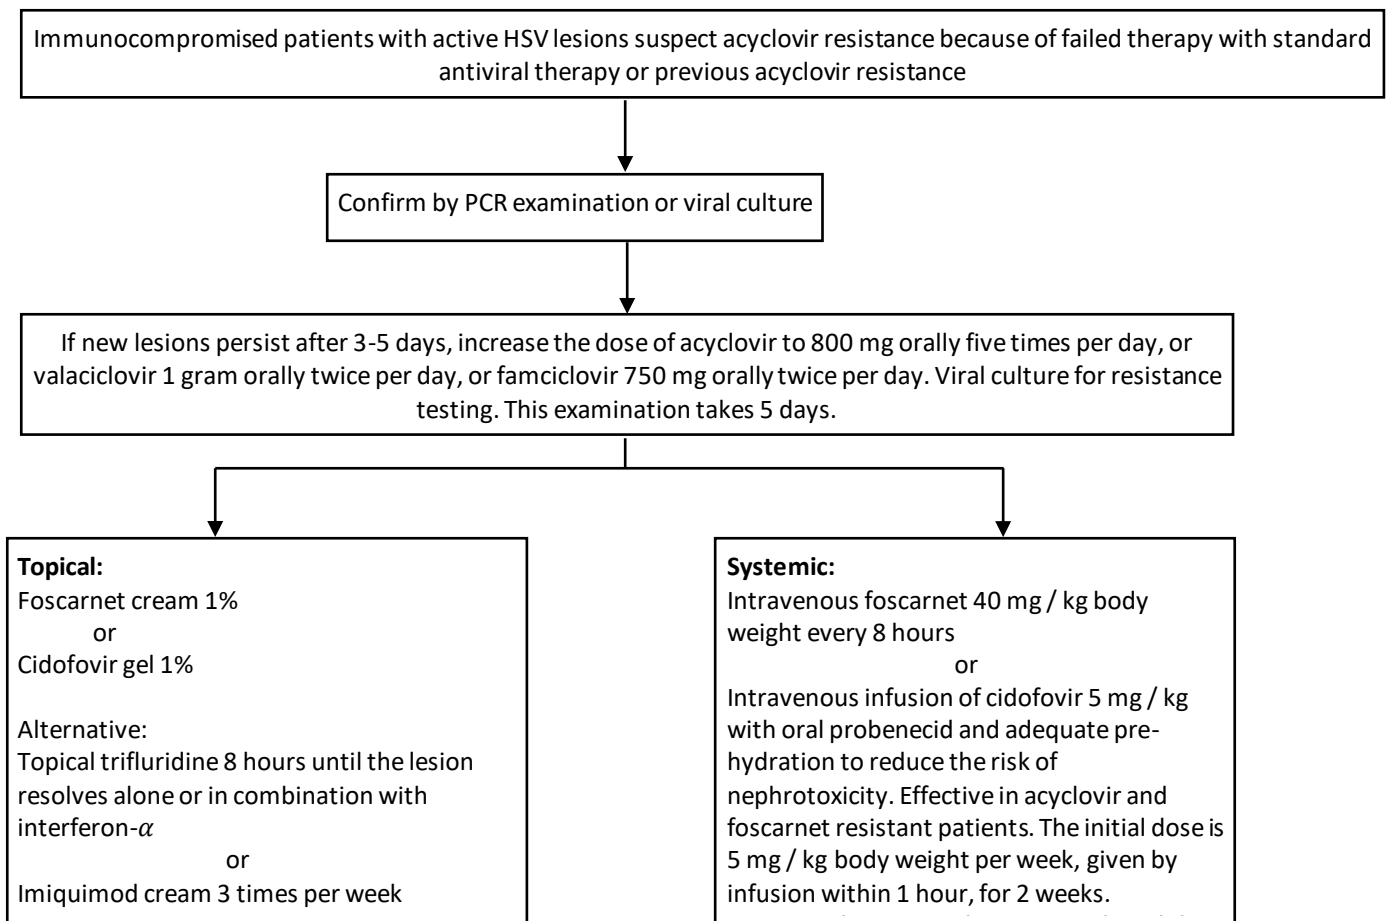 Immunocompromised patients with active HSV lesions suspect acyclovir resistance because of failed therapy with standard
antiviral therapy or previous acyclovir resistance
Confirm by PCR examination or viral culture
If new lesions persist after 3-5 days, increase the dose of acyclovir to 800 mg orally five times per day, or
valaciclovir 1 gram orally twice per day, or famciclovir 750 mg orally twice per day. Viral culture for resistance
testing. This examination takes 5 days.
Topical:
Foscarnet cream 1%
or
Cidofovir gel 1%
Alternative:
Topical trifluridine 8 hours until the lesion
resolves alone or in combination with
interferon-𝛼
or
Imiquimod cream 3 times per week
Systemic:
Intravenous foscarnet 40 mg / kg body
weight every 8 hours
or
Intravenous infusion of cidofovir 5 mg / kg
with oral probenecid and adequate pre-
hydration to reduce the risk of
nephrotoxicity. Effective in acyclovir and
foscarnet resistant patients. The initial dose is
5 mg / kg body weight per week, given by
infusion within 1 hour, for 2 weeks.